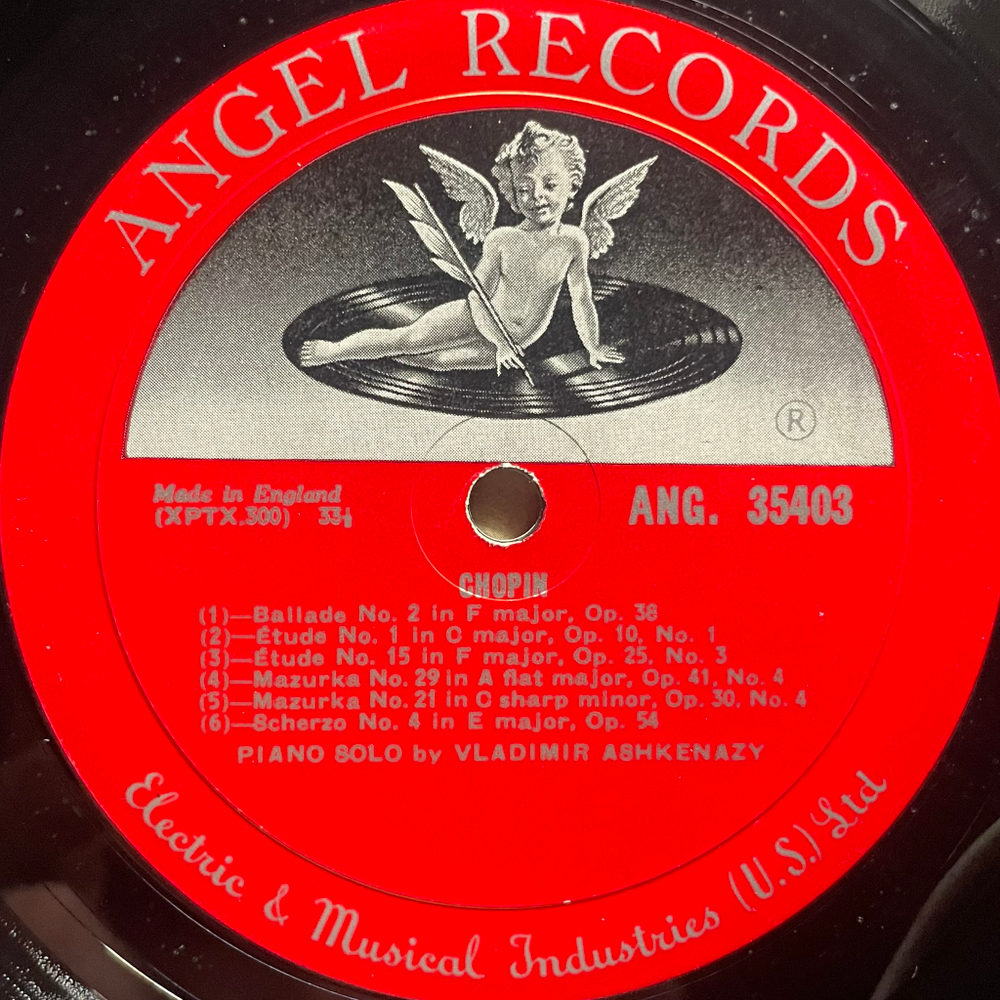 ANGEL RECORDS
®
Made in England
(XPTX.300) 33⅓
ANG. 35403
CHOPIN
(1)—Ballade No. 2 in F major, Op. 38
(2)—Étude No. 1 in C major, Op. 10, No. 1
(3)—Étude No. 15 in F major, Op. 25, No. 3
(4)—Mazurka No. 29 in A flat major, Op. 41, No. 4
(5)—Mazurka No. 21 in C sharp minor, Op. 30, No. 4
(6)—Scherzo No. 4 in E major, Op. 54
PIANO SOLO by VLADIMIR ASHKENAZY
Electric & Musical Industries (U.S.) Ltd